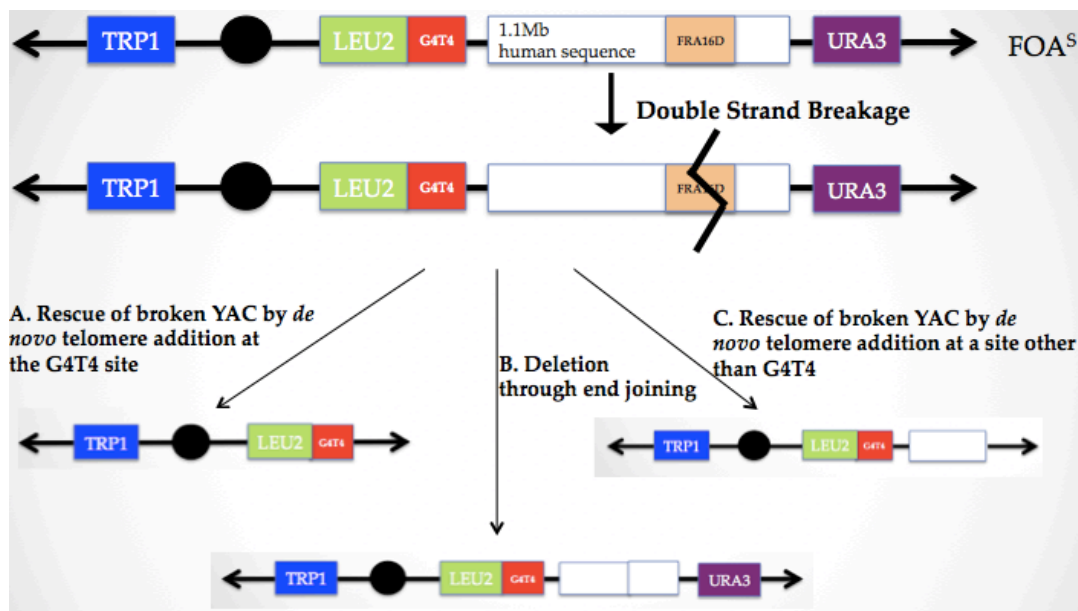 TRP1 LEU2 G4T4 1.1Mb FRA16D URA3 FOAS
human sequence
Double Strand Breakage
TRP1 LEU2 G4T4 URA3
A. Rescue of broken YAC by de
novo telomere addition at
the G4T4 site
B. Deletion
through end joining
C. Rescue of broken YAC by de
novo telomere addition at a site other
than G4T4
TRP1 LEU2 G4T4
TRP1 LEU2 G4T4
TRP1 LEU2 G4T4 URA3